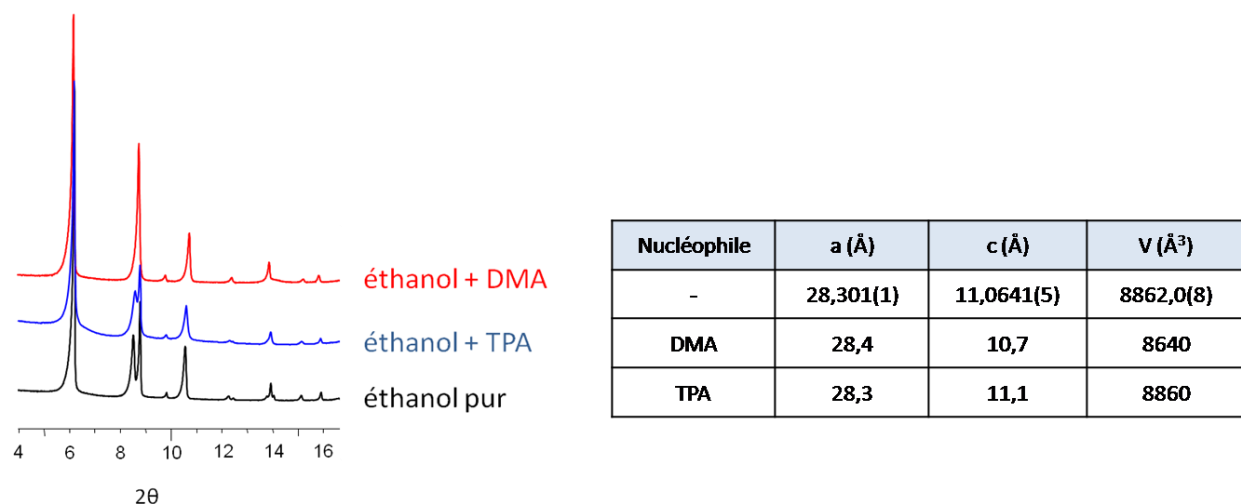 éthanol + DMA
éthanol + TPA
éthanol pur
4 6 8 10 12 14 16
2θ
Nucléophile a (Å) c (Å) V (Å³)
- 28,301(1) 11,0641(5) 8862,0(8)
DMA 28,4 10,7 8640
TPA 28,3 11,1 8860